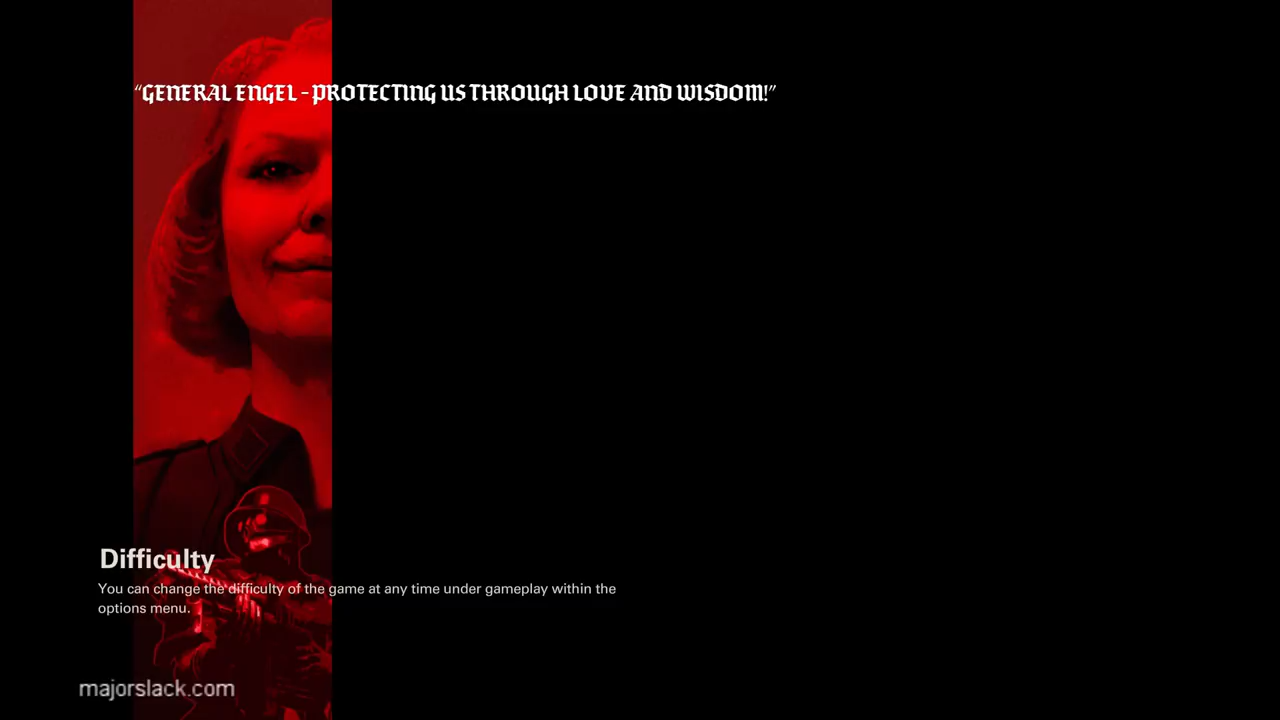 “GENERAL ENGEL - PROTECTING US THROUGH LOVE AND WISDOM!”
Difficulty
You can change the difficulty of the game at any time under gameplay within the
options menu.
majorslack.com